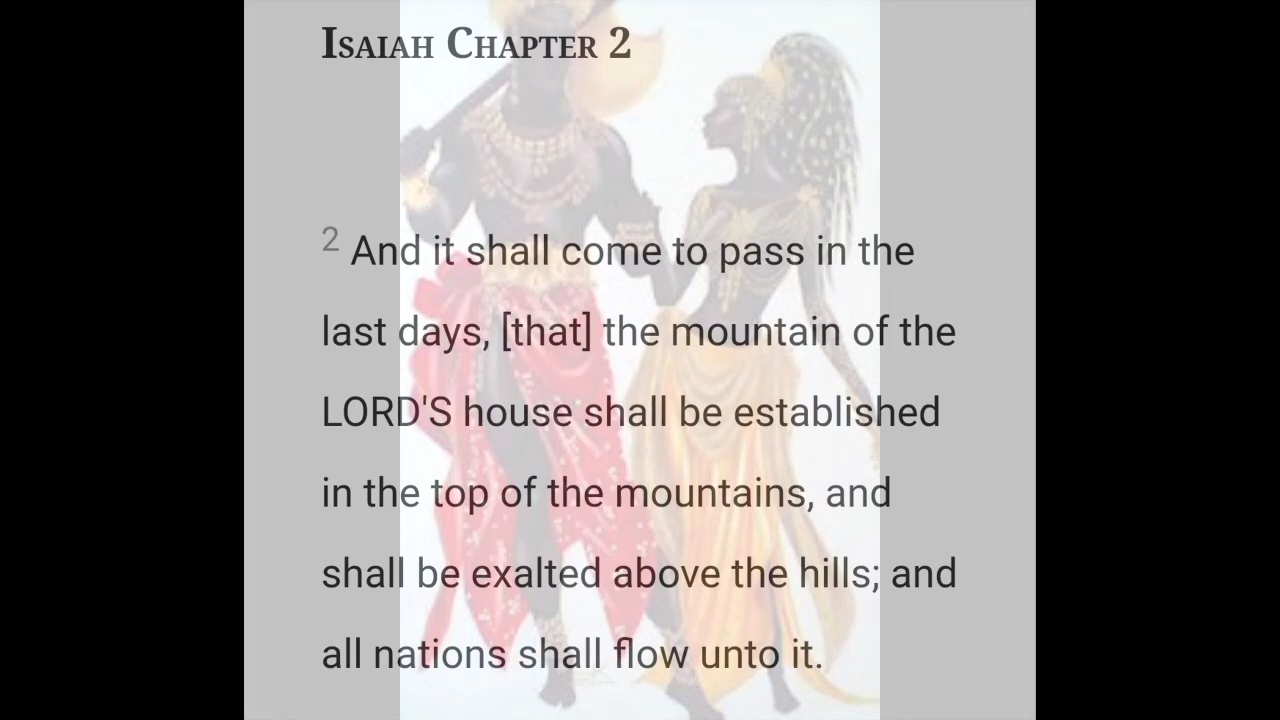 Isaiah Chapter 2
2 And it shall come to pass in the
last days, [that] the mountain of the
LORD'S house shall be established
in the top of the mountains, and
shall be exalted above the hills; and
all nations shall flow unto it.